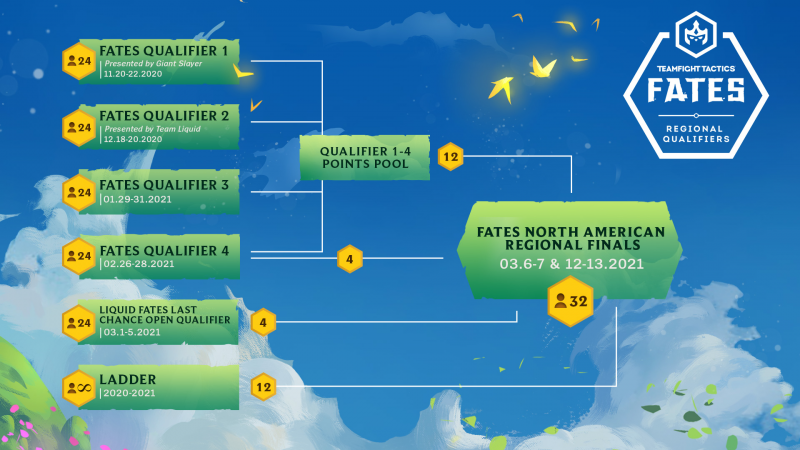 24
FATES QUALIFIER 1
Presented by Giant Slayer
11.20-22.2020
24
FATES QUALIFIER 2
Presented by Team Liquid
12.18-20.2020
24
FATES QUALIFIER 3
01.29-31.2021
24
FATES QUALIFIER 4
02.26-28.2021
24
LIQUID FATES LAST
CHANCE OPEN QUALIFIER
03.1-5.2021
∞
LADDER
2020-2021
QUALIFIER 1-4
POINTS POOL
12
4
4
12
FATES NORTH AMERICAN
REGIONAL FINALS
03.6-7 & 12-13.2021
32
TEAMFIGHT TACTICS
FATES
REGIONAL
QUALIFIERS